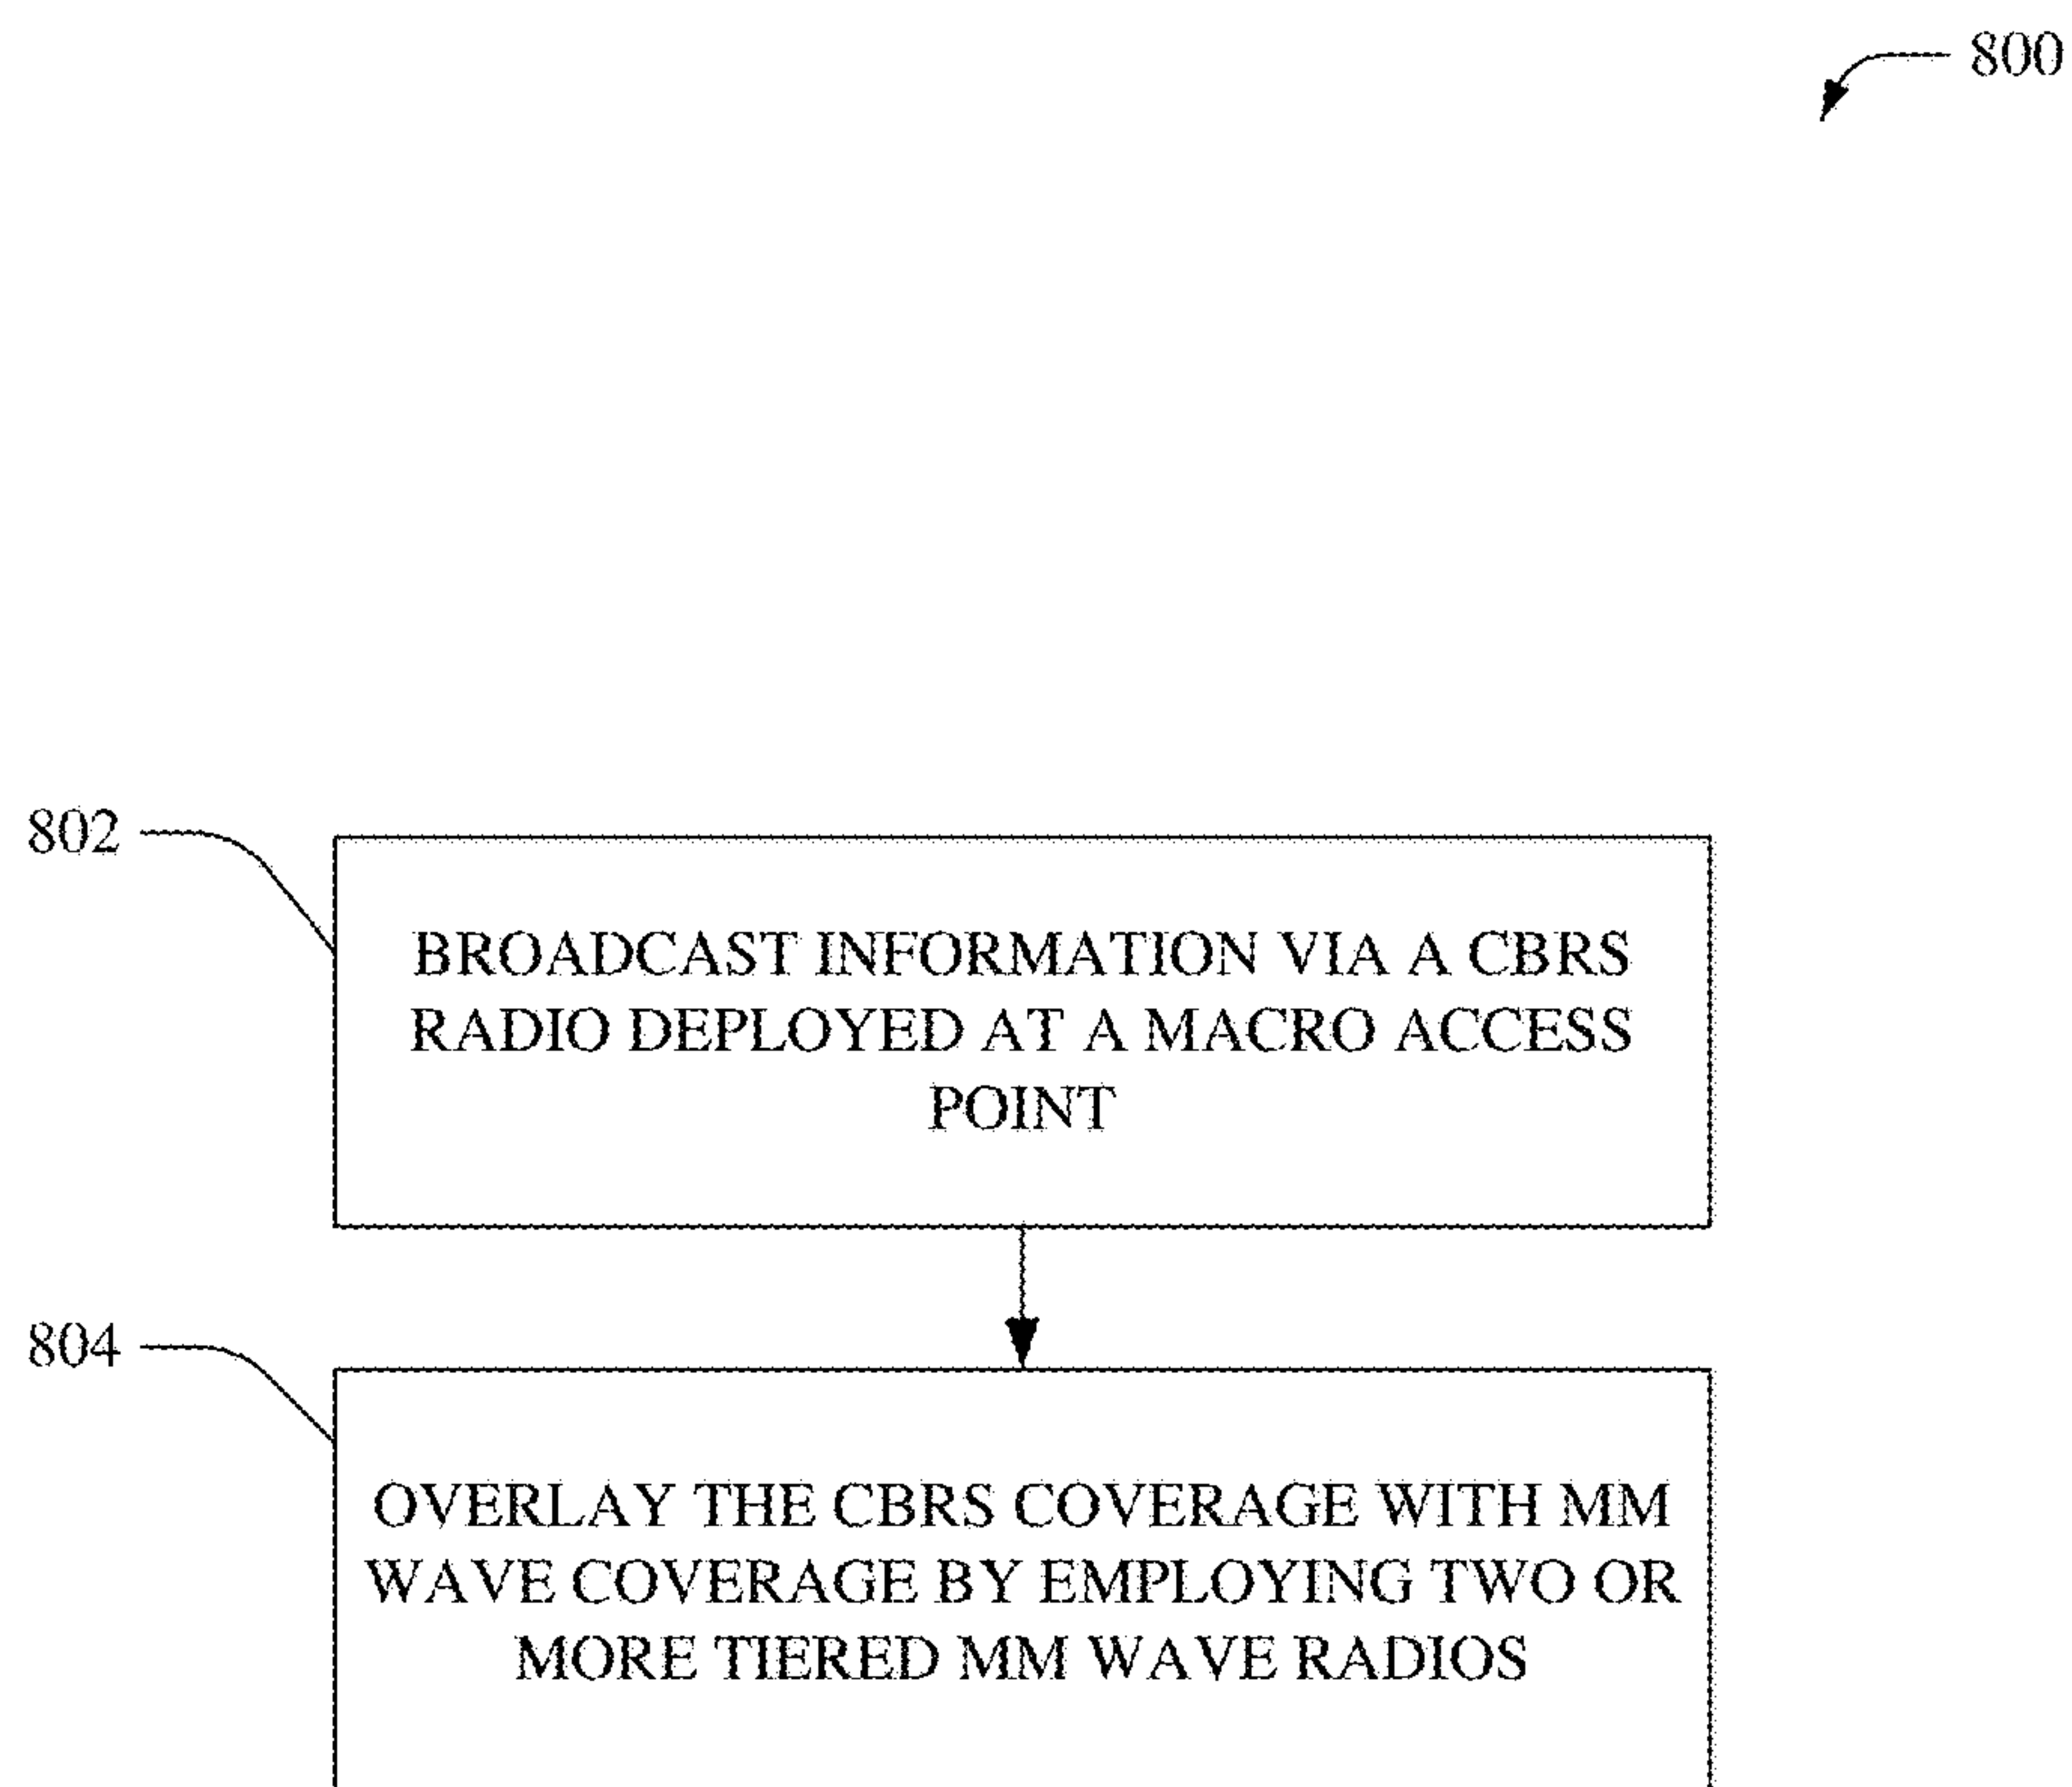 800
802
BROADCAST INFORMATION VIA A CBRS
RADIO DEPLOYED AT A MACRO ACCESS
POINT
804
OVERLAY THE CBRS COVERAGE WITH MM
WAVE COVERAGE BY EMPLOYING TWO OR
MORE TIERED MM WAVE RADIOS